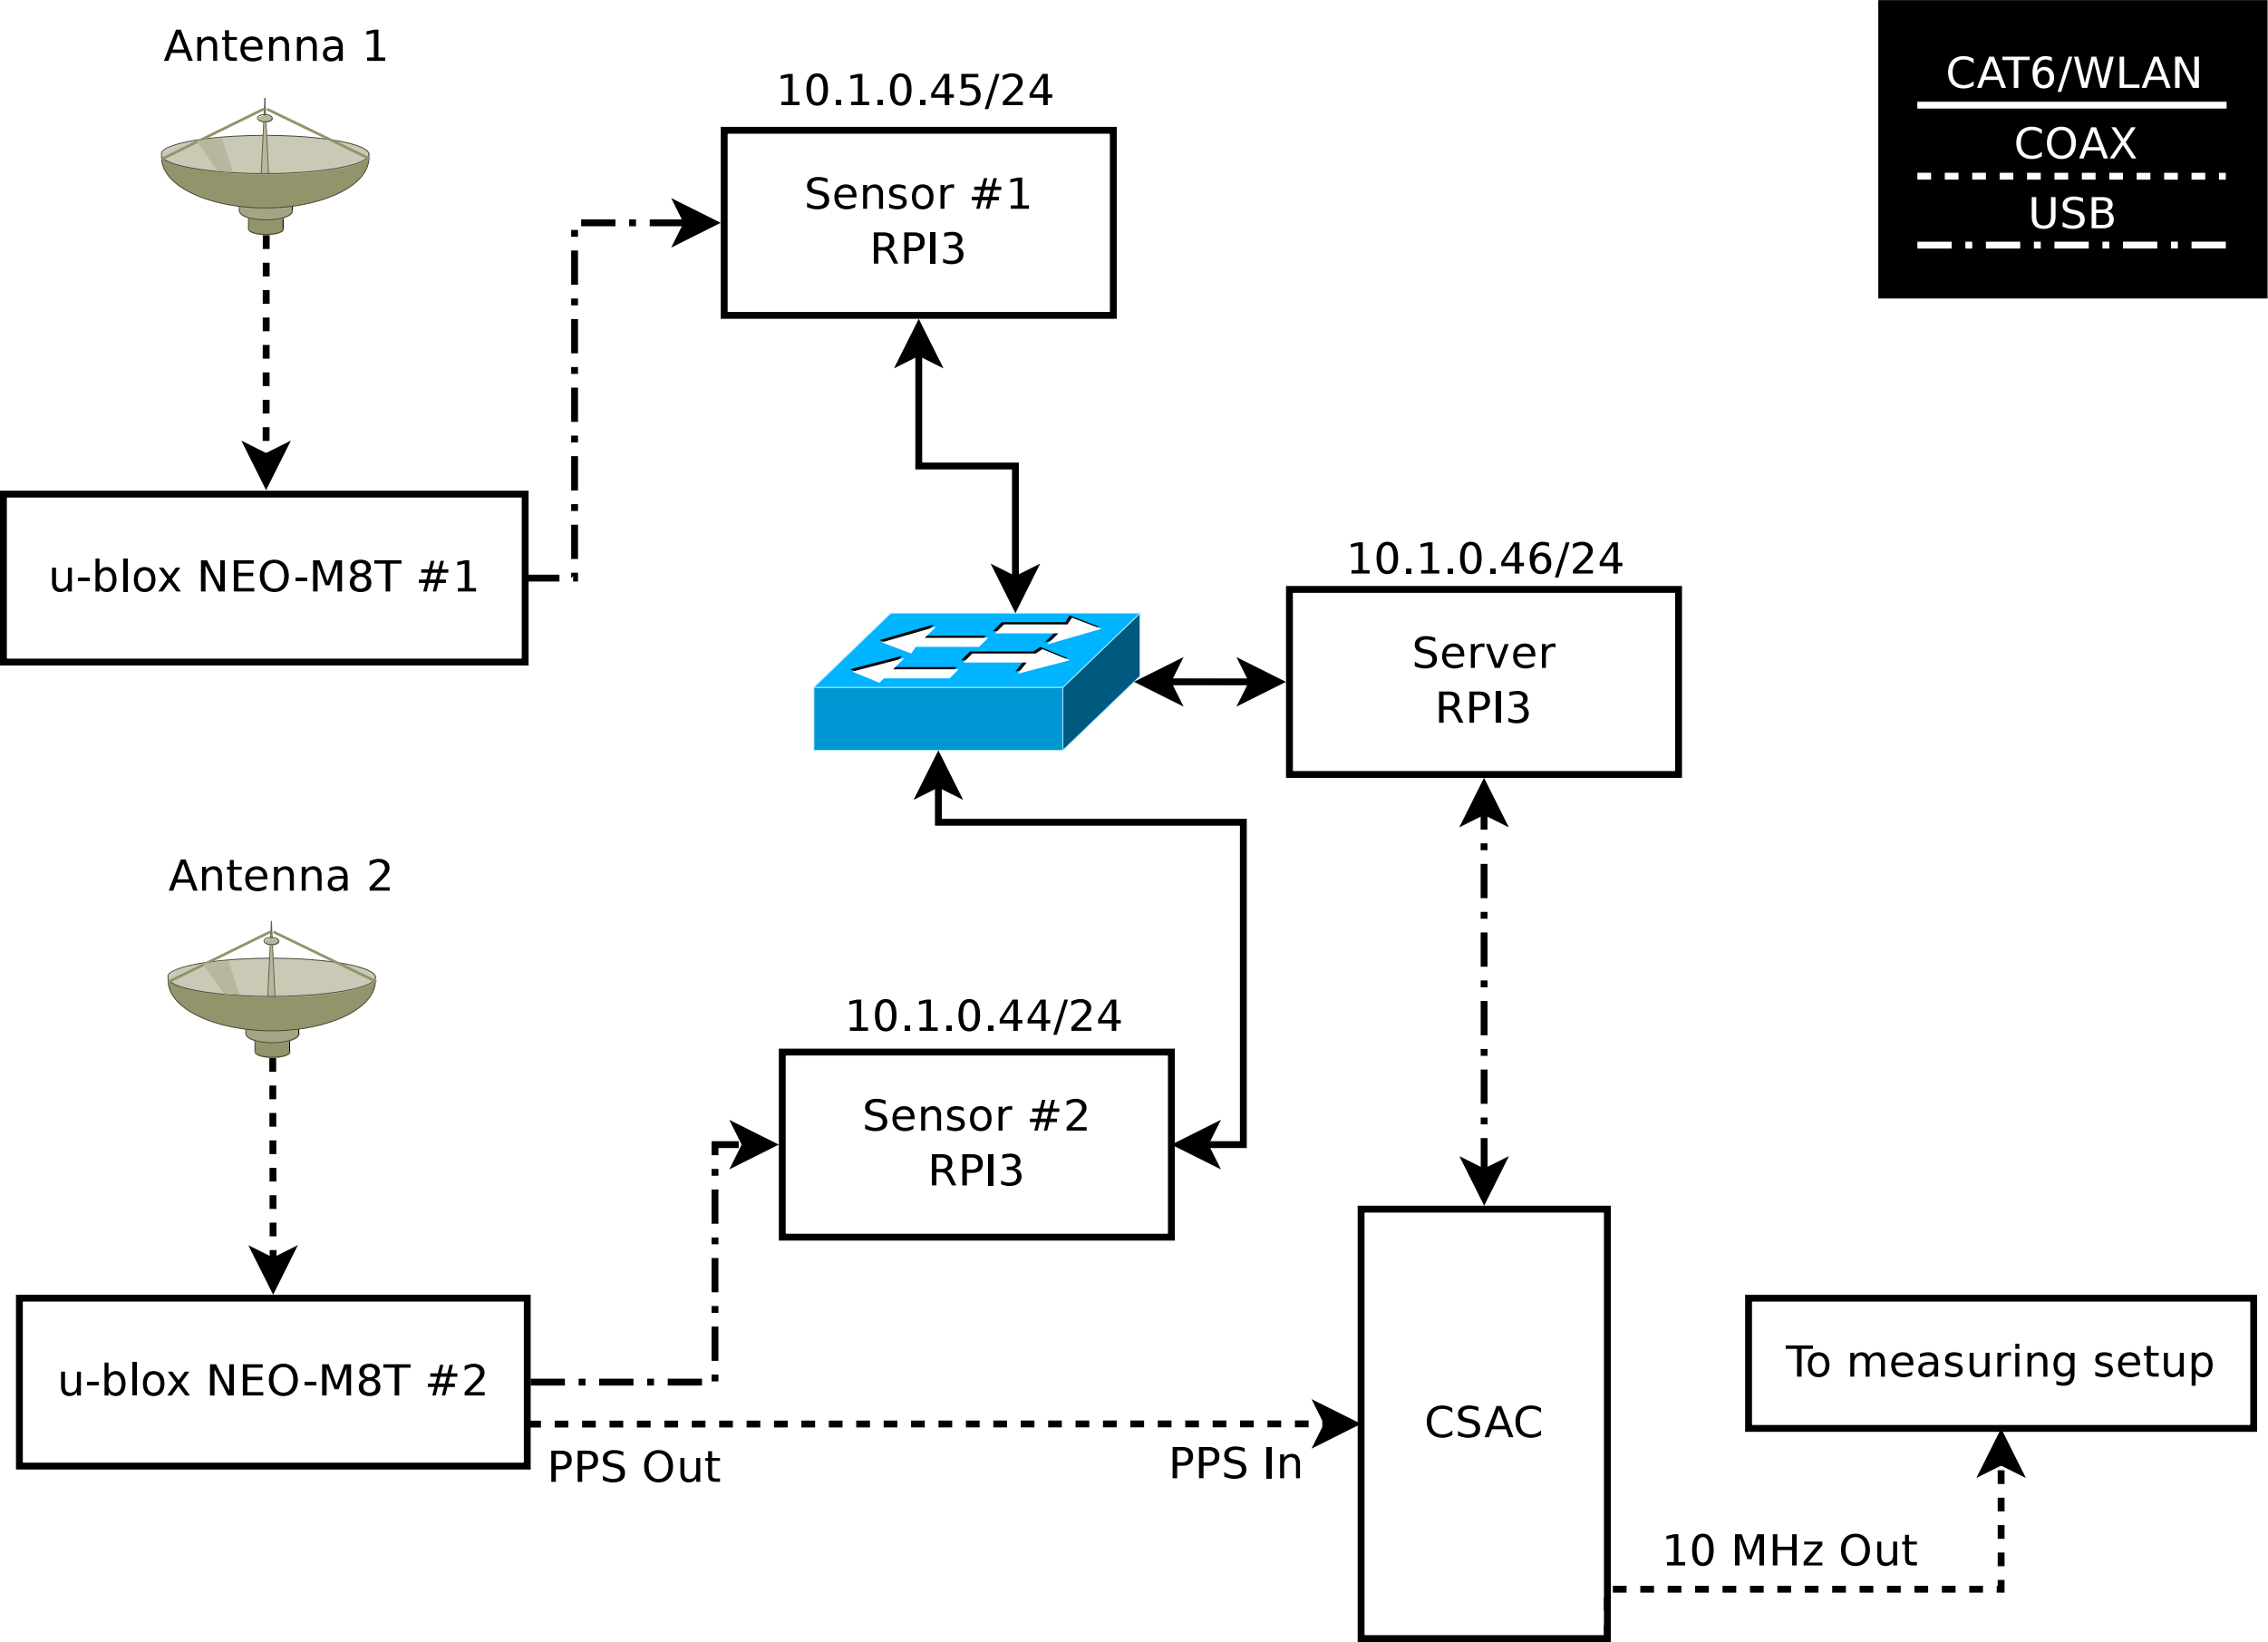 Antenna 1
10.1.0.45/24
Sensor #1
RPI3
CAT6/WLAN
COAX
USB
u-blox NEO-M8T #1
10.1.0.46/24
Server
RPI3
Antenna 2
10.1.0.44/24
Sensor #2
RPI3
u-blox NEO-M8T #2
PPS Out
PPS In
CSAC
To measuring setup
10 MHz Out